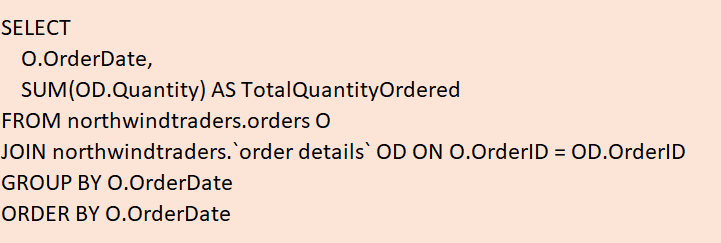 SELECT
O.OrderDate,
SUM(OD.Quantity) AS TotalQuantityOrdered
FROM northwindtraders.orders O
JOIN northwindtraders.`order details` OD ON O.OrderID = OD.OrderID
GROUP BY O.OrderDate
ORDER BY O.OrderDate